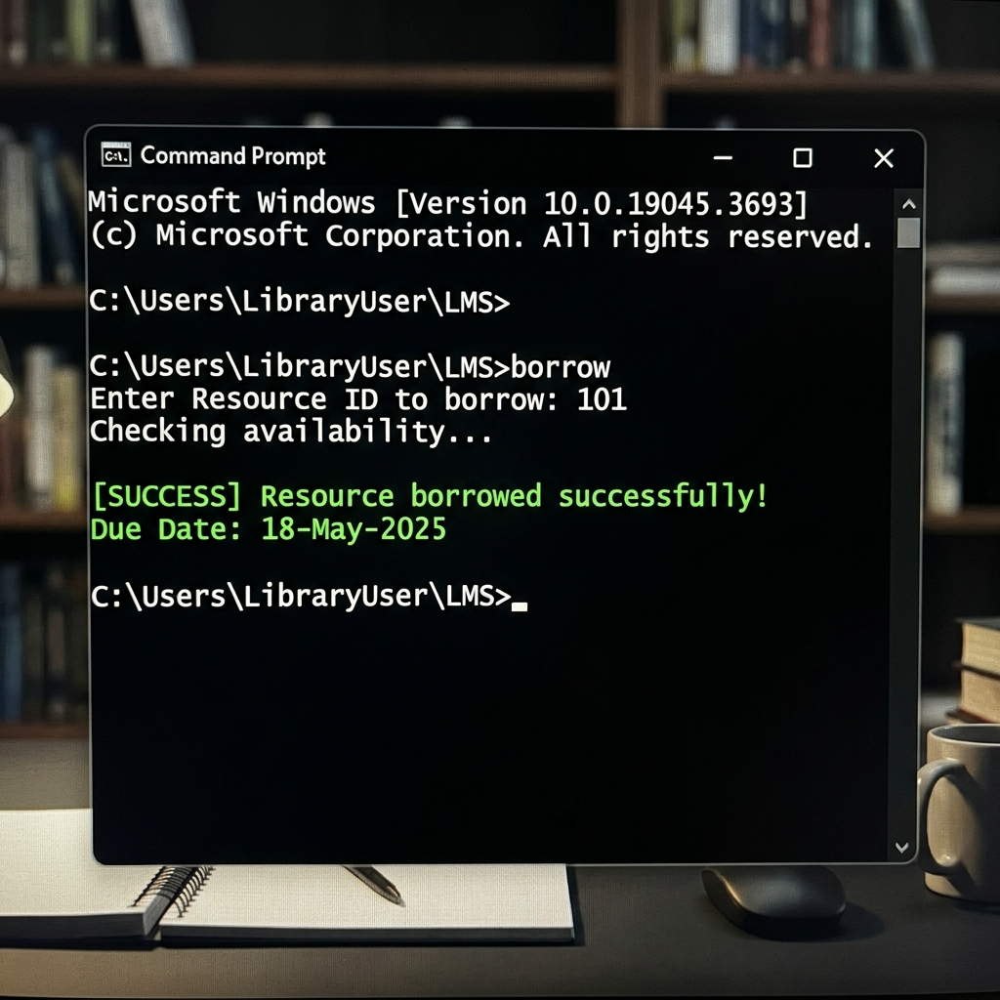 C:\. Command Prompt
Microsoft Windows [Version 10.0.19045.3693]
(c) Microsoft Corporation. All rights reserved.
C:\Users\LibraryUser\LMS>
C:\Users\LibraryUser\LMS>borrow
Enter Resource ID to borrow: 101
Checking availability...
[SUCCESS] Resource borrowed successfully!
Due Date: 18-May-2025
C:\Users\LibraryUser\LMS>_